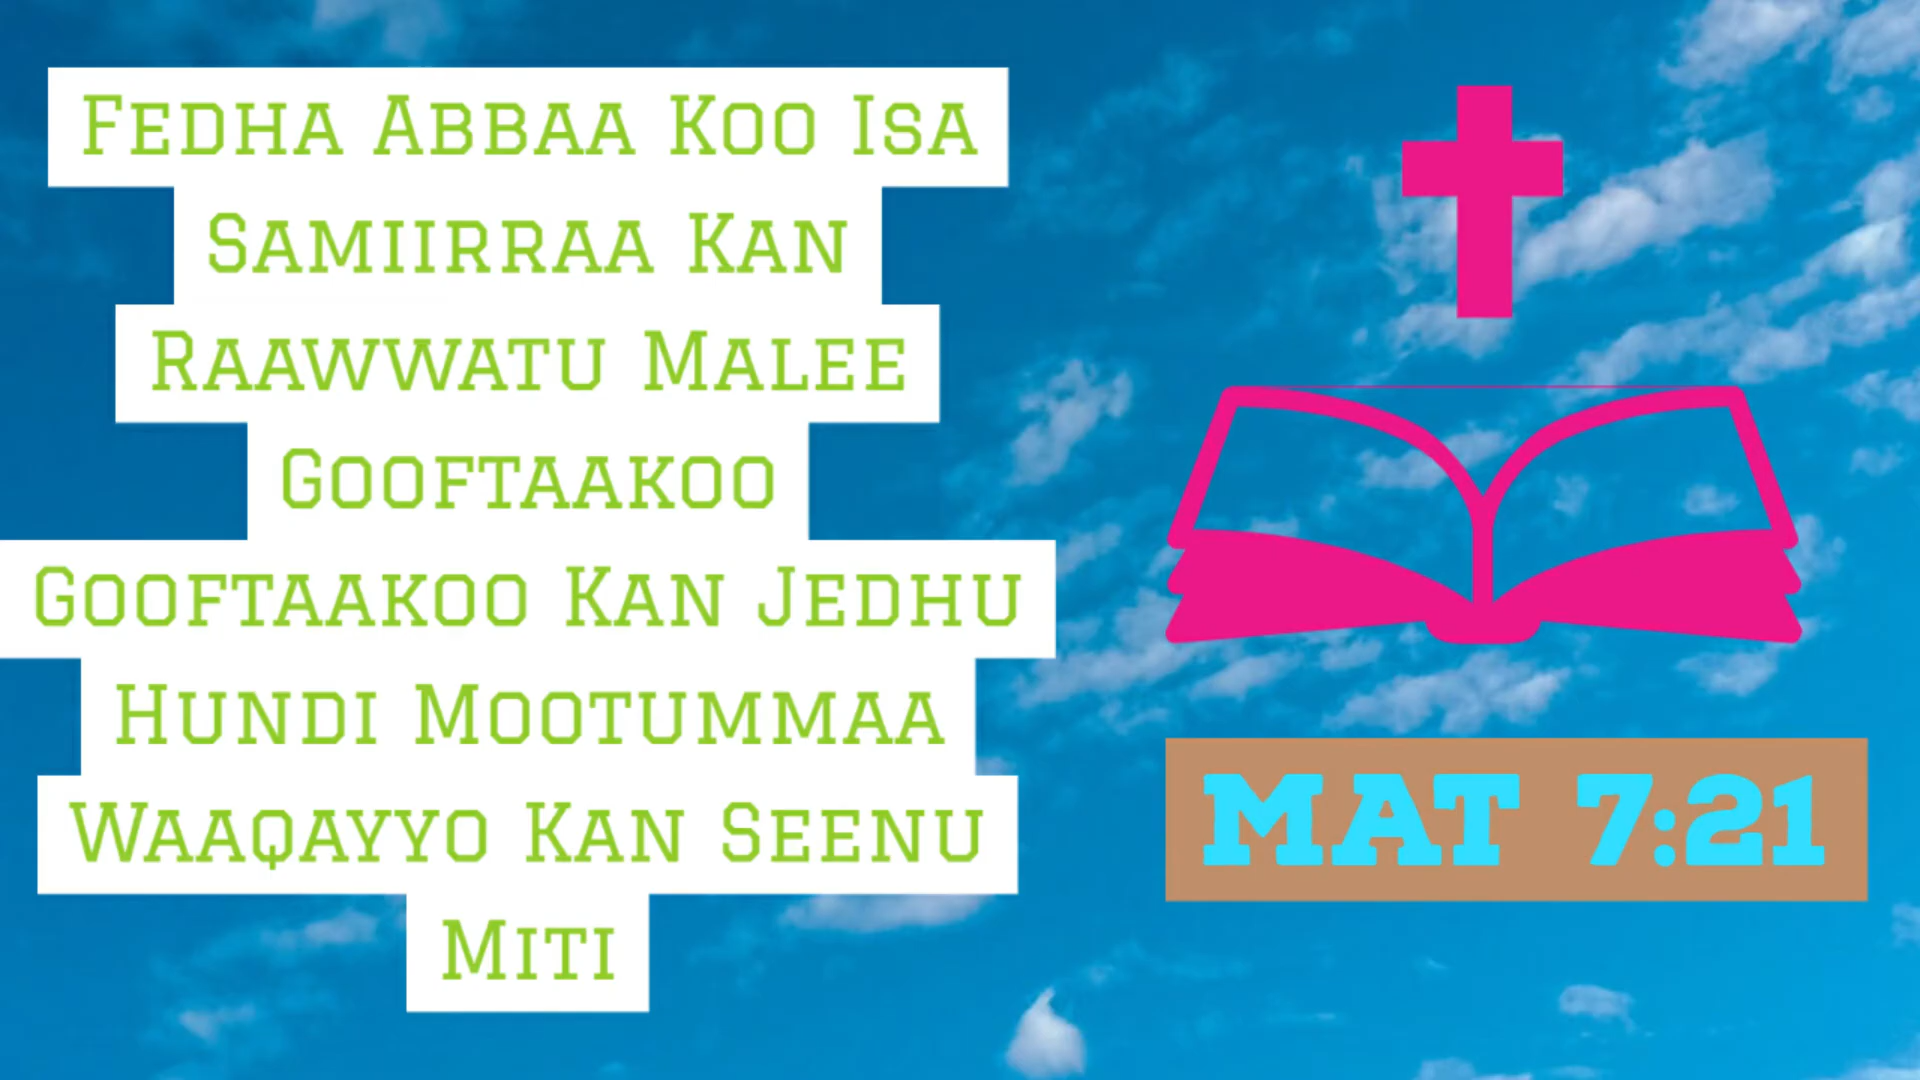 Fedha Abbaa Koo Isa
Samiirraa Kan
Raawwatu Malee
Gooftaakoo
Gooftaakoo Kan Jedhu
Hundi Mootummaa
Waaqayyo Kan Seenu
Miti
MAT 7:21